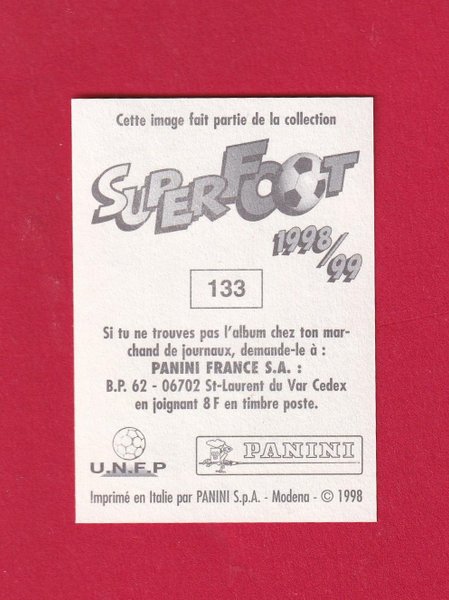 Cette image fait partie de la collection
SUPERFOOT
1998/99
133
Si tu ne trouves pas l'album chez ton mar-
chand de journaux, demande-le à :
PANINI FRANCE S.A. :
B.P. 62 - 06702 St-Laurent du Var Cedex
en joignant 8 F en timbre poste.
U.N.F.P
PANINI
Imprimé en Italie par PANINI S.p.A. - Modena - © 1998